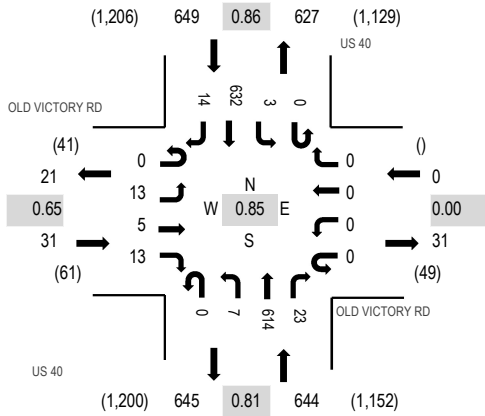 (1,206) 649 0.86 627 (1,129)
US 40
OLD VICTORY RD
14 632 3 0
(41) ()
21 0 0 0
0.65 13 N 0 0.00
W 0.85 E
31 5 S 0 31
13 0
(61) (49)
0 7 614 23
OLD VICTORY RD
US 40
(1,200) 645 0.81 644 (1,152)